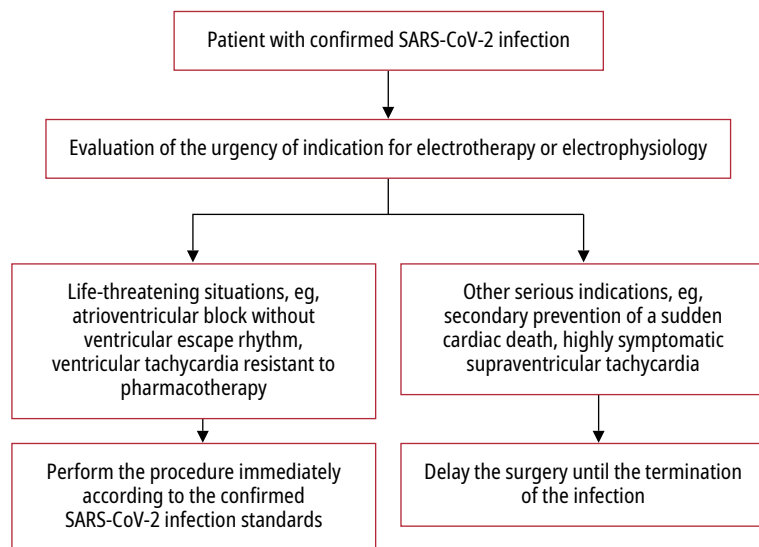 Patient with confirmed SARS-CoV-2 infection
Evaluation of the urgency of indication for electrotherapy or electrophysiology
Life-threatening situations, eg,
atrioventricular block without
ventricular escape rhythm,
ventricular tachycardia resistant to
pharmacotherapy
Other serious indications, eg,
secondary prevention of a sudden
cardiac death, highly symptomatic
supraventricular tachycardia
Perform the procedure immediately
according to the confirmed
SARS-CoV-2 infection standards
Delay the surgery until the termination
of the infection